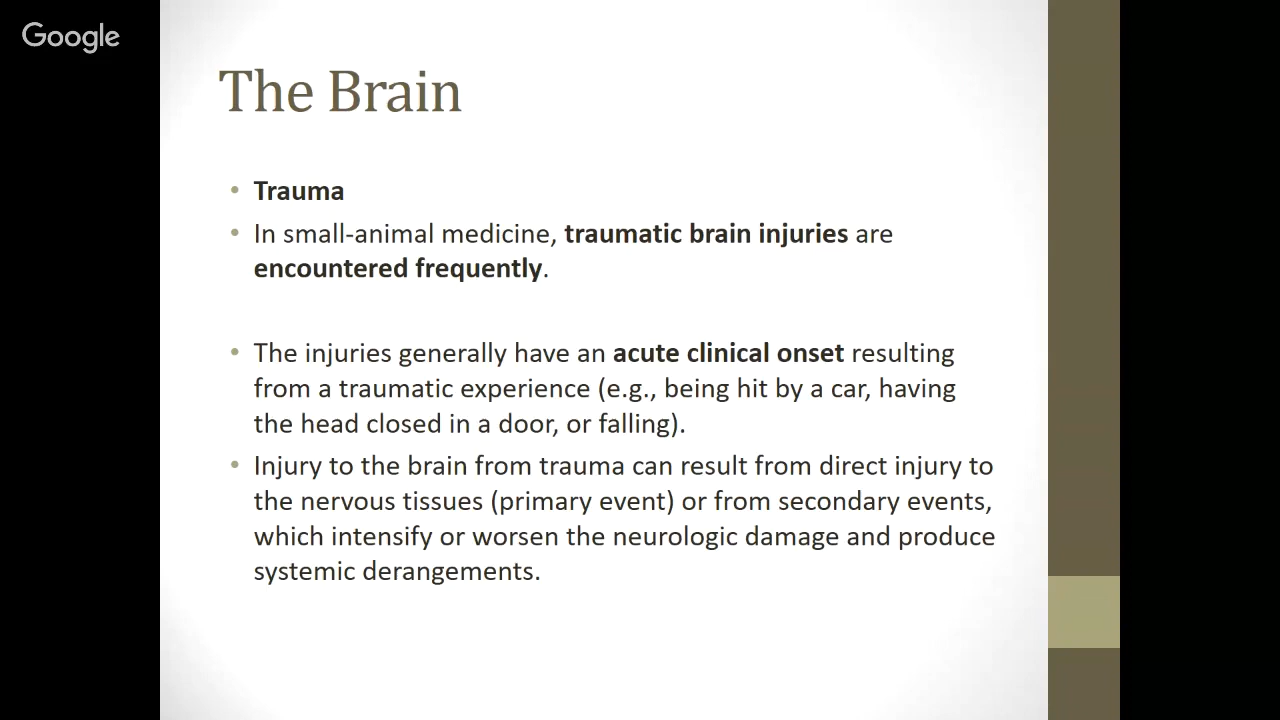 Google
The Brain
• Trauma
• In small-animal medicine, traumatic brain injuries are
encountered frequently.
• The injuries generally have an acute clinical onset resulting
from a traumatic experience (e.g., being hit by a car, having
the head closed in a door, or falling).
• Injury to the brain from trauma can result from direct injury to
the nervous tissues (primary event) or from secondary events,
which intensify or worsen the neurologic damage and produce
systemic derangements.